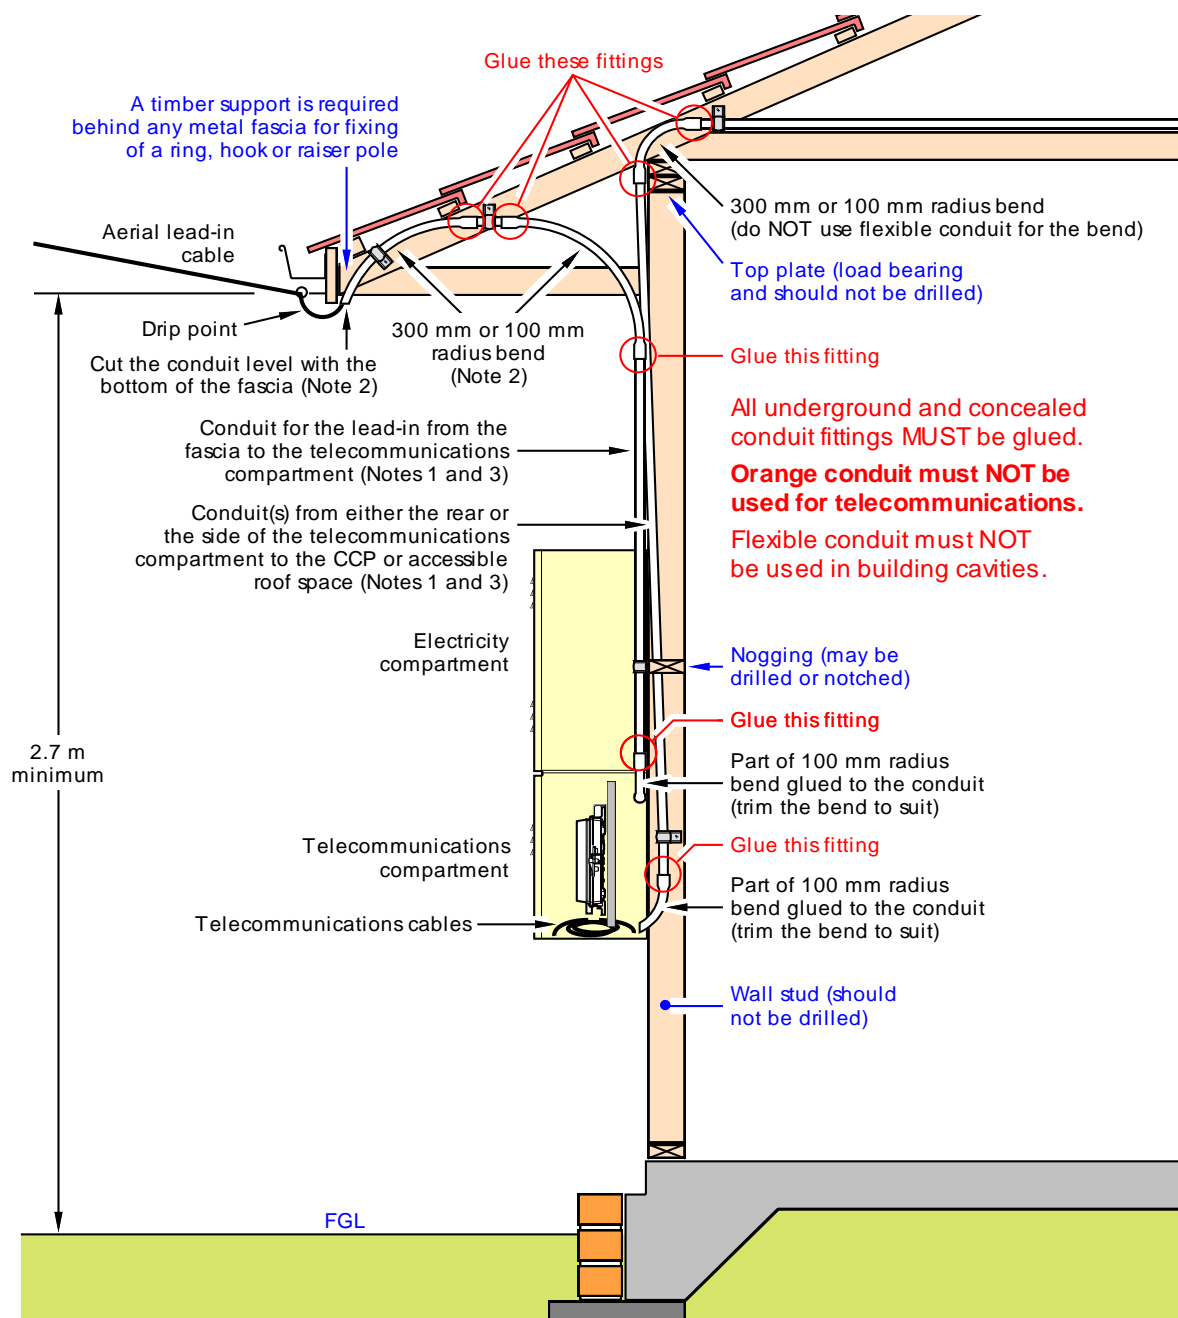 Glue these fittings
A timber support is required
behind any metal fascia for fixing
of a ring, hook or raiser pole
Aerial lead-in
cable
300 mm or 100 mm radius bend
(do NOT use flexible conduit for the bend)
Top plate (load bearing
and should not be drilled)
Drip point
300 mm or 100 mm
radius bend
(Note 2)
Cut the conduit level with the
bottom of the fascia (Note 2)
Glue this fitting
All underground and concealed
conduit fittings MUST be glued.
Orange conduit must NOT be
used for telecommunications.
Flexible conduit must NOT
be used in building cavities.
Conduit for the lead-in from the
fascia to the telecommunications
compartment (Notes 1 and 3)
Conduit(s) from either the rear or
the side of the telecommunications
compartment to the CCP or accessible
roof space (Notes 1 and 3)
Electricity
compartment
Nogging (may be
drilled or notched)
Glue this fitting
2.7 m
minimum
Part of 100 mm radius
bend glued to the conduit
(trim the bend to suit)
Telecommunications
compartment
Glue this fitting
Part of 100 mm radius
bend glued to the conduit
(trim the bend to suit)
Telecommunications cables
Wall stud (should
not be drilled)
FGL